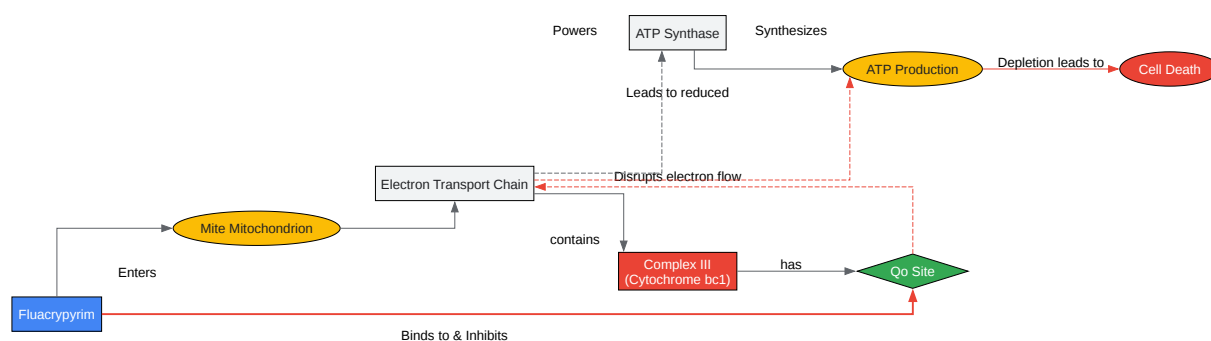 Powers
ATP Synthase
Synthesizes
ATP Production
Depletion leads to
Cell Death
Leads to reduced
Electron Transport Chain
Disrupts electron flow
Mite Mitochondrion
contains
Enters
Complex III
(Cytochrome bc1)
has
Qo Site
Fluacrypyrim
Binds to & Inhibits